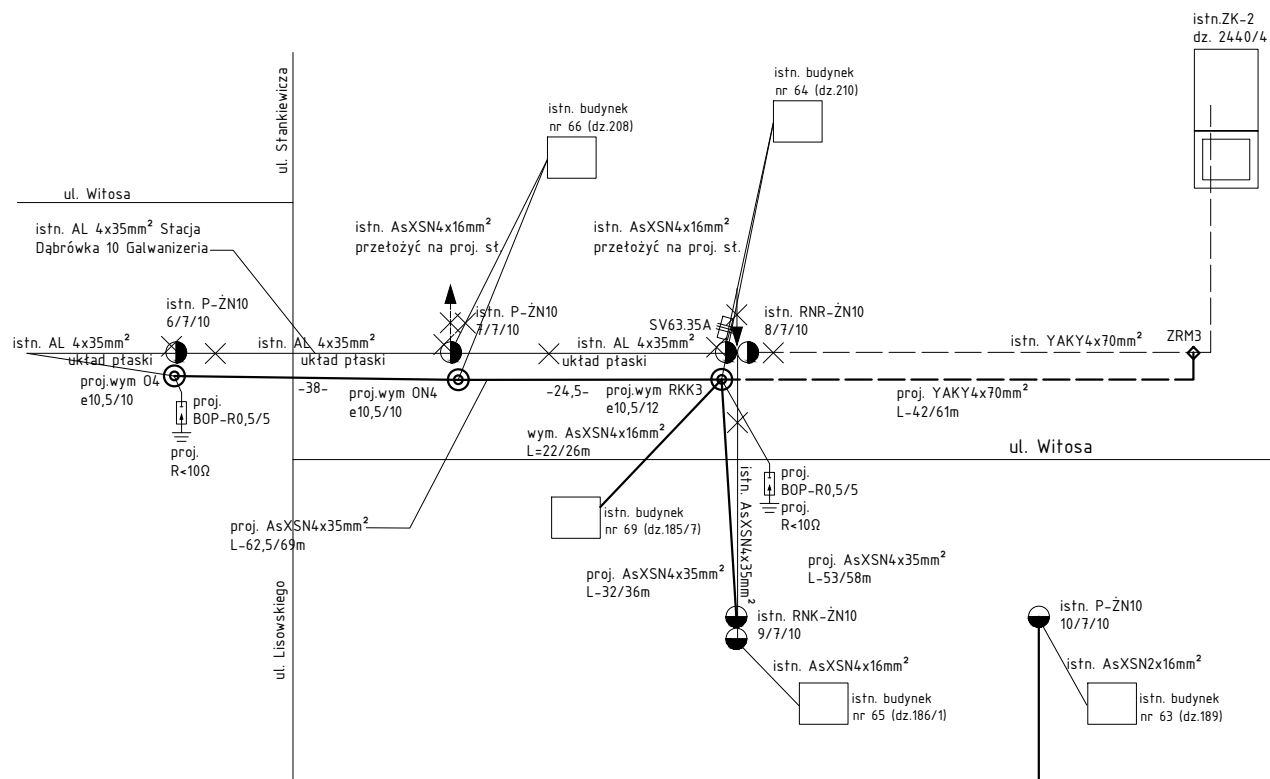 istn.ZK-2
dz. 2440/4
istn. budynek
nr 64 (dz.210)
istn. budynek
nr 66 (dz.208)
ul. Stankiewicza
ul. Witosa
istn. AL 4x35mm² Stacja
Dąbrówka 10 Galwanizeria
istn. AsXSN4x16mm²
przełożyć na proj. sł.
istn. AsXSN4x16mm²
przełożyć na proj. sł.
istn. P-ŻN10
6/7/10
istn. P-ŻN10
7/7/10
SV63.35A
istn. RNR-ŻN10
8/7/10
istn. AL 4x35mm²
układ płaski
istn. AL 4x35mm²
układ płaski
istn. AL 4x35mm²
układ płaski
istn. YAKY4x70mm²
ZRM3
proj.wym O4
e10,5/10
-38-
proj.wym ON4
e10,5/10
-24,5-
proj.wym RKK3
e10,5/12
proj. YAKY4x70mm²
L-42/61m
proj.
BOP-R0,5/5
proj.
R<10Ω
wym. AsXSN4x16mm²
L=22/26m
ul. Witosa
proj.
BOP-R0,5/5
proj.
R<10Ω
istn. AsXSN4x35mm²
istn. budynek
nr 69 (dz.185/7)
proj. AsXSN4x35mm²
L-62,5/69m
proj. AsXSN4x35mm²
L-32/36m
proj. AsXSN4x35mm²
L-53/58m
ul. Lisowskiego
istn. RNK-ŻN10
9/7/10
istn. P-ŻN10
10/7/10
istn. AsXSN4x16mm²
istn. AsXSN2x16mm²
istn. budynek
nr 65 (dz.186/1)
istn. budynek
nr 63 (dz.189)